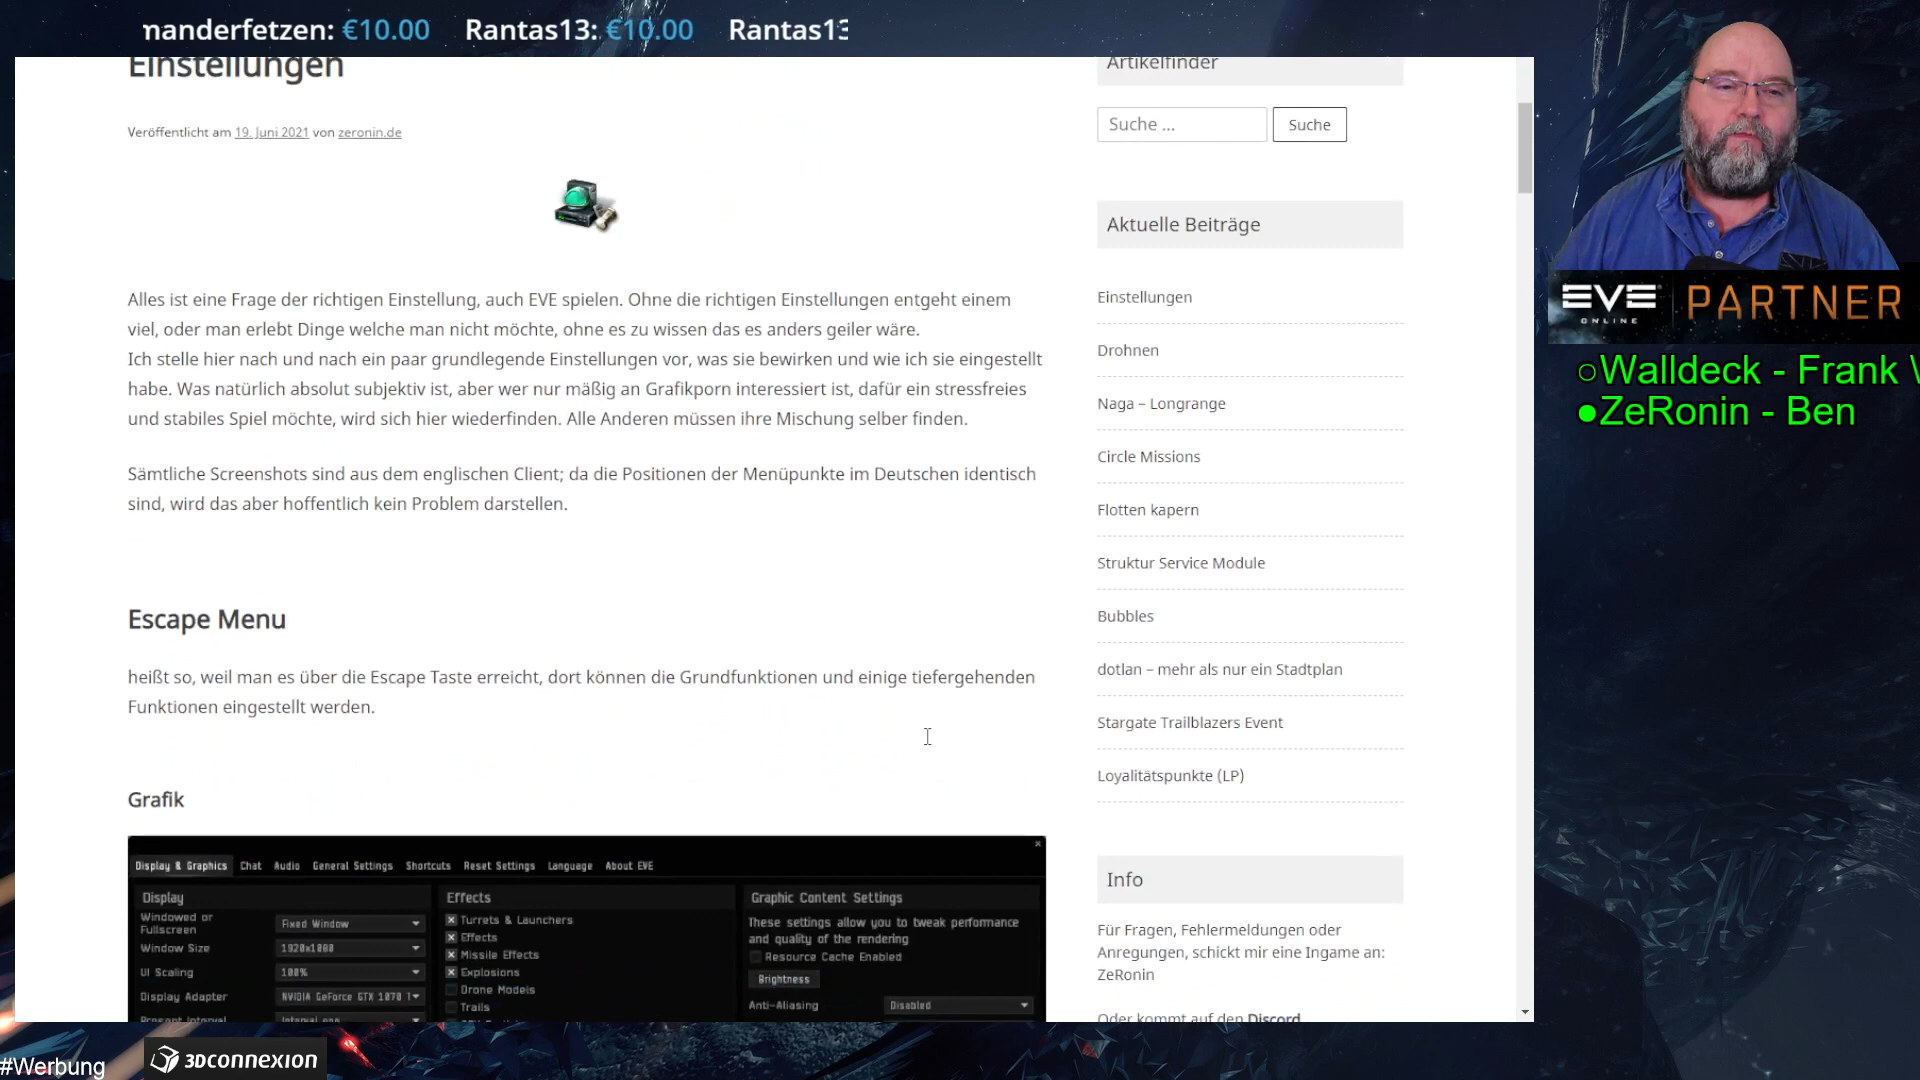 manderfetzen: €10.00 Rantas13: €10.00 Rantas13
Einstellungen
Veröffentlicht am 19. Juni 2021 von zeronin.de
Alles ist eine Frage der richtigen Einstellung, auch EVE spielen. Ohne die richtigen Einstellungen entgeht einem
viel, oder man erlebt Dinge welche man nicht möchte, ohne es zu wissen das es anders geiler wäre.
Ich stelle hier nach und nach ein paar grundlegende Einstellungen vor, was sie bewirken und wie ich sie eingestellt
habe. Was natürlich absolut subjektiv ist, aber wer nur mäßig an Grafikporn interessiert ist, dafür ein stressfreies
und stabiles Spiel möchte, wird sich hier wiederfinden. Alle Anderen müssen ihre Mischung selber finden.
Sämtliche Screenshots sind aus dem englischen Client; da die Positionen der Menüpunkte im Deutschen identisch
sind, wird das aber hoffentlich kein Problem darstellen.
Escape Menu
heißt so, weil man es über die Escape Taste erreicht, dort können die Grundfunktionen und einige tiefergehenden
Funktionen eingestellt werden.
Grafik
Display & Graphics Chat Audio General Settings Shortcuts Reset Settings Language About EVE
Display
Windowed or
Fullscreen
Fixed Window
Window Size
1920x1080
UI Scaling
100%
Display Adapter
NVIDIA GeForce GTX 1070 T
Present Interval
Interval one
Effects
Turrets & Launchers
Effects
Missile Effects
Explosions
Drone Models
Trails
Graphic Content Settings
These settings allow you to tweak performance
and quality of the rendering
Resource Cache Enabled
Brightness
Anti-Aliasing
Disabled
Artikelfinder
Suche ...
Suche
Aktuelle Beiträge
Einstellungen
Drohnen
Naga – Longrange
Circle Missions
Flotten kapern
Struktur Service Module
Bubbles
dotlan – mehr als nur ein Stadtplan
Stargate Trailblazers Event
Loyalitätspunkte (LP)
Info
Für Fragen, Fehlermeldungen oder
Anregungen, schickt mir eine Ingame an:
ZeRonin
Oder kommt auf den Discord
EVE ONLINE PARTNER
Walldeck - Frank
ZeRonin - Ben
#Werbung
3DCONNEXION